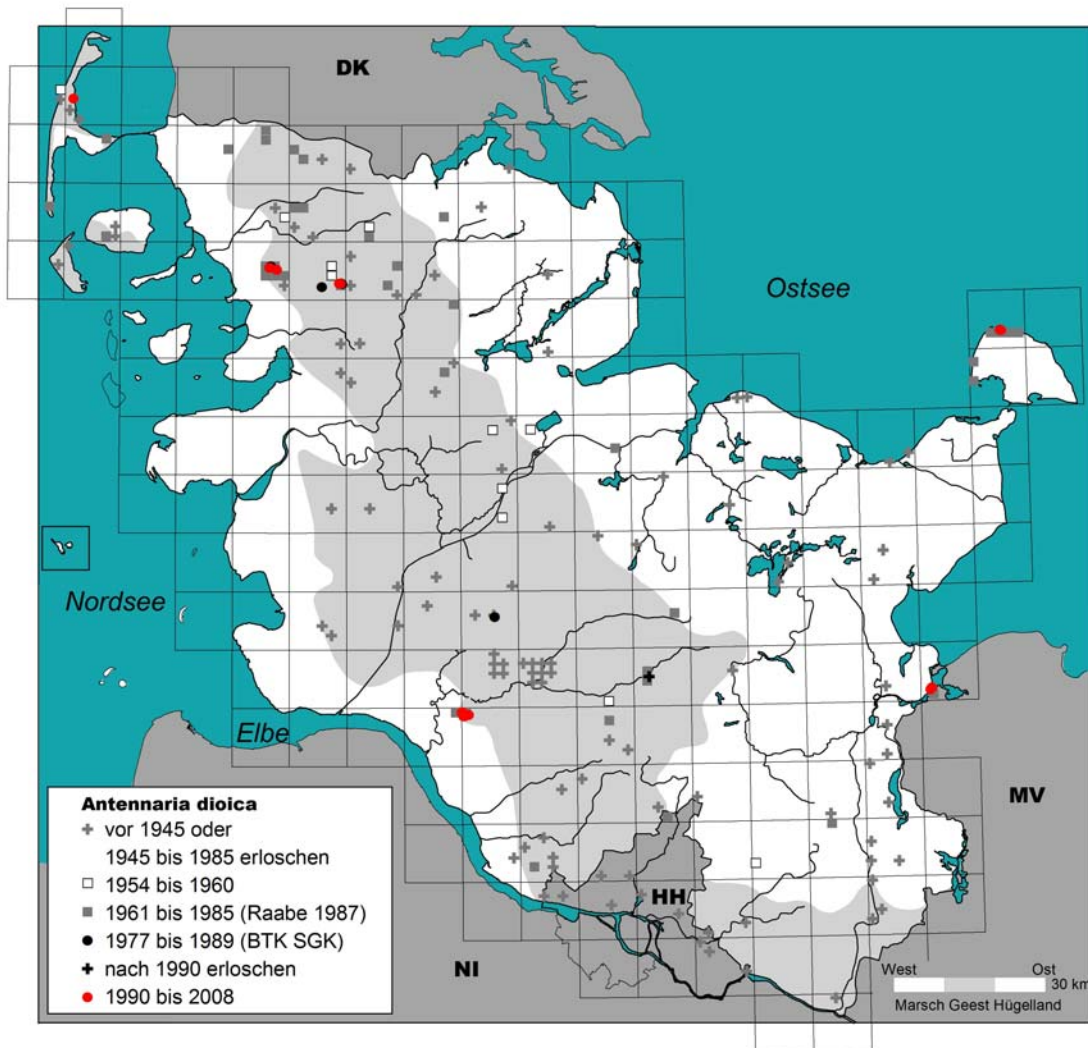 DK
Ostsee
Nordsee
Elbe
MV
HH
NI
Antennaria dioica
vor 1945 oder
1945 bis 1985 erloschen
1954 bis 1960
1961 bis 1985 (Raabe 1987)
1977 bis 1989 (BTK SGK)
nach 1990 erloschen
1990 bis 2008
West Ost
30 km
Marsch Geest Hügelland